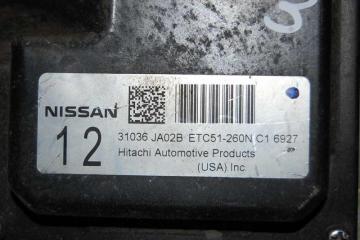 NISSAN
12
31036 JA02B ETC51-260N C1 6927
Hitachi Automotive Products
(USA) Inc.